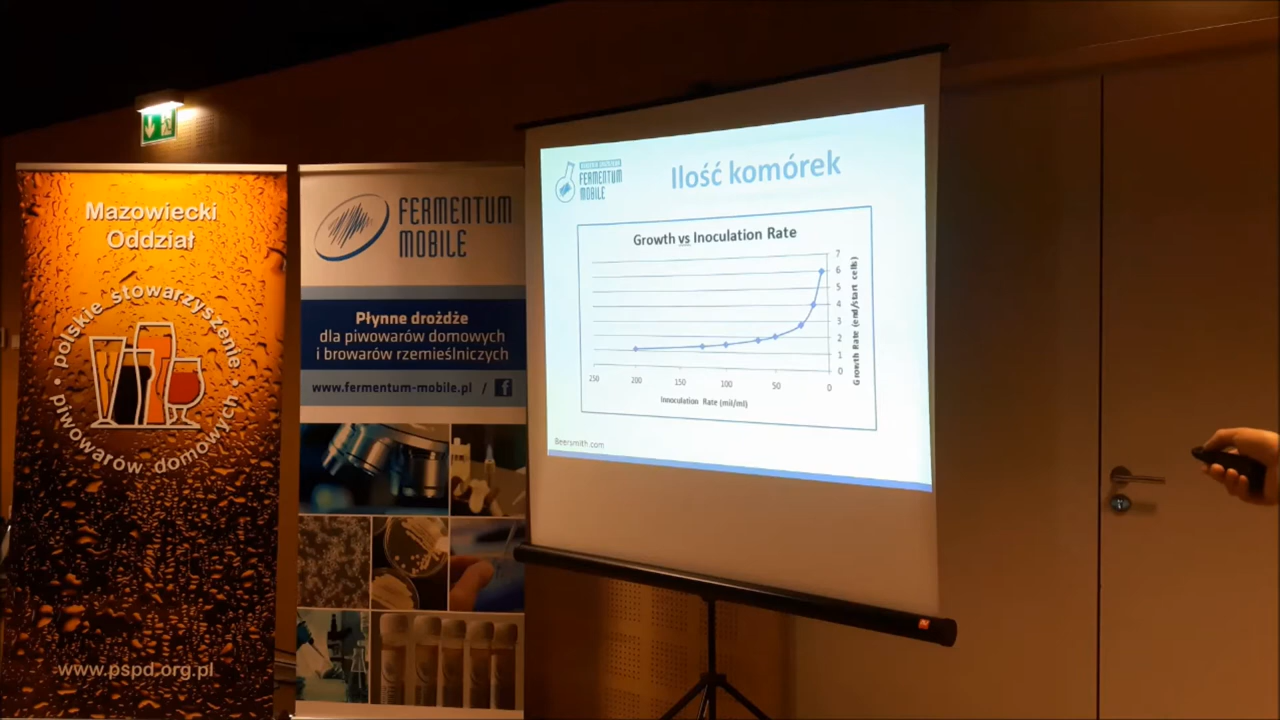 Mazowiecki
Oddział
• polskie stowarzyszenie •
piwowarów domowych
www.pspd.org.pl
FERMENTUM
MOBILE
Płynne drożdże
dla piwowarów domowych
i browarów rzemieślniczych
www.fermentum-mobile.pl / f
FERMENTUM
MOBILE
Ilość komórek
Growth vs Inoculation Rate
7
6
5
4
3
2
1
0
Growth Rate (end/start cells)
250 200 150 100 50 0
Innoculation Rate (mil/ml)
Beersmith.com